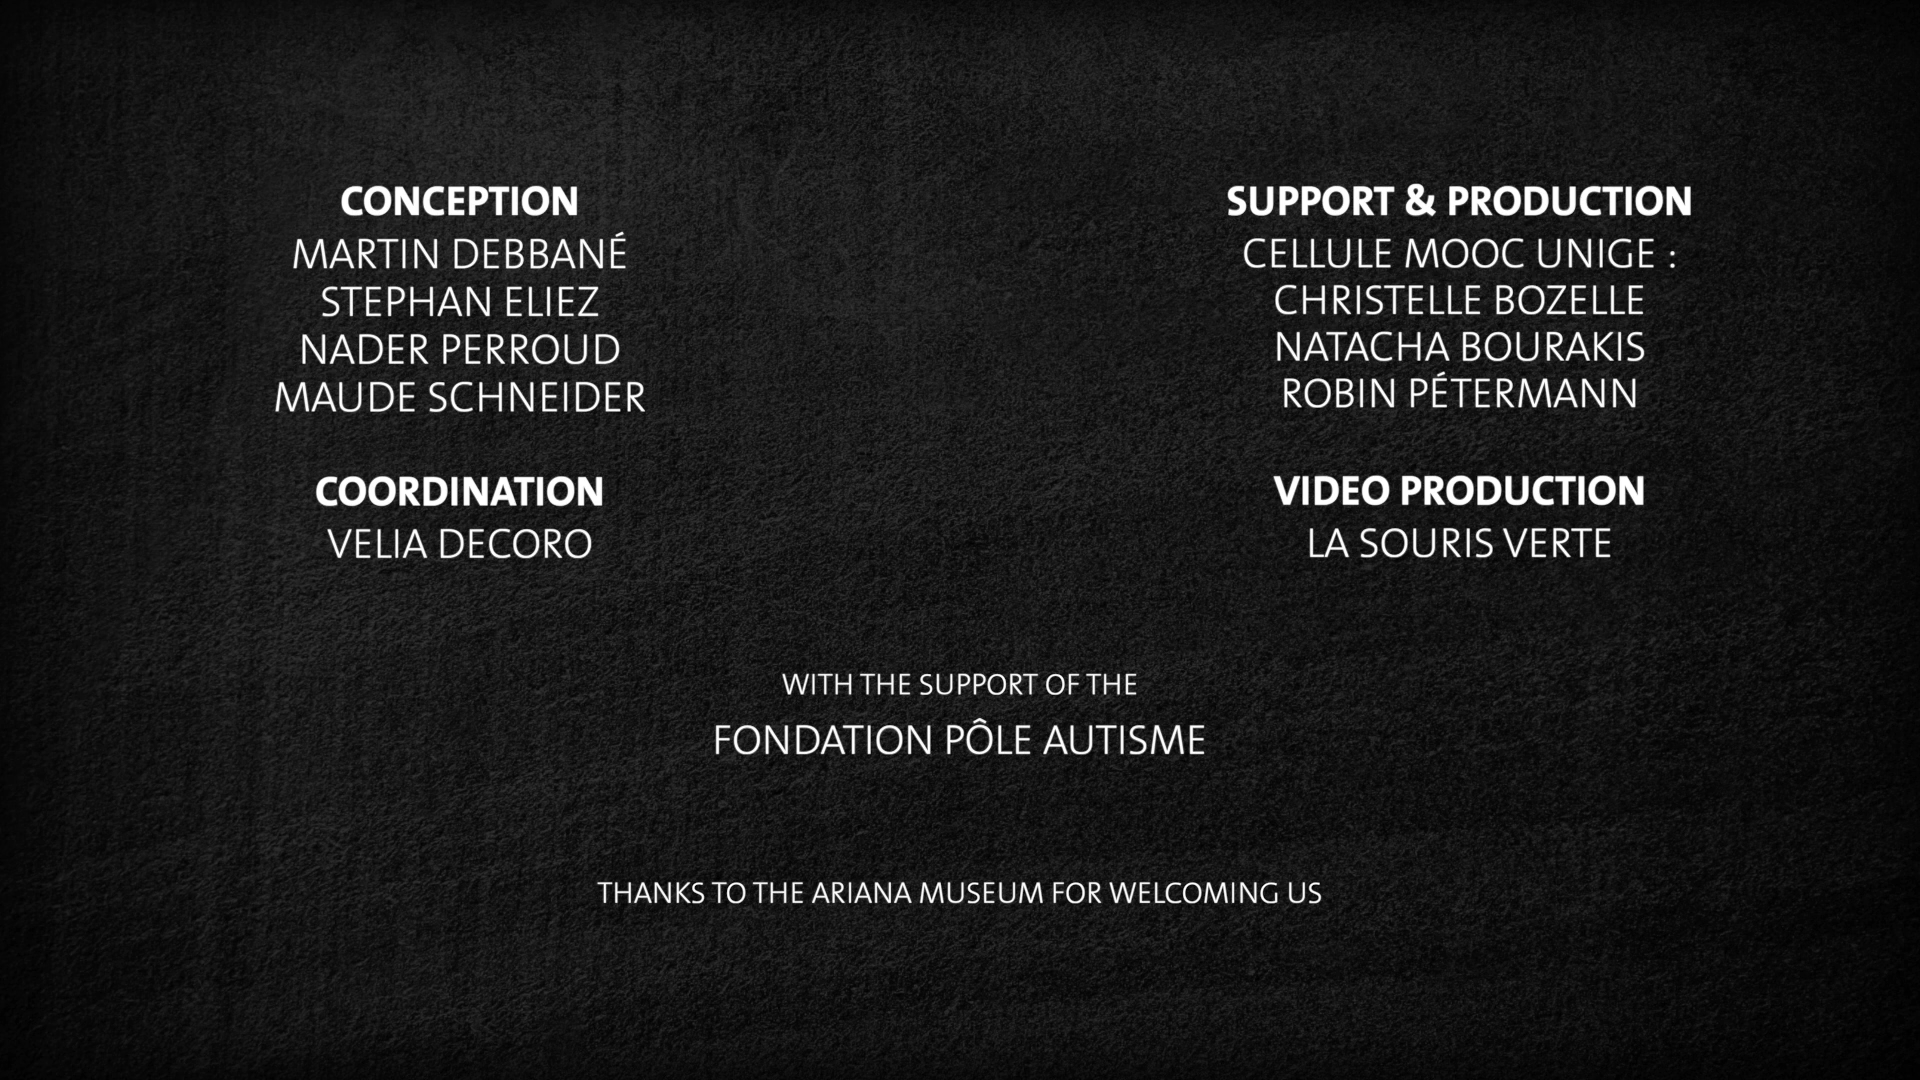 CONCEPTION
MARTIN DEBBANÉ
STEPHAN ELIEZ
NADER PERROUD
MAUDE SCHNEIDER
COORDINATION
VELIA DECORO
SUPPORT & PRODUCTION
CELLULE MOOC UNIGE :
CHRISTELLE BOZELLE
NATACHA BOURAKIS
ROBIN PÉTERMANN
VIDEO PRODUCTION
LA SOURIS VERTE
WITH THE SUPPORT OF THE
FONDATION PÔLE AUTISME
THANKS TO THE ARIANA MUSEUM FOR WELCOMING US